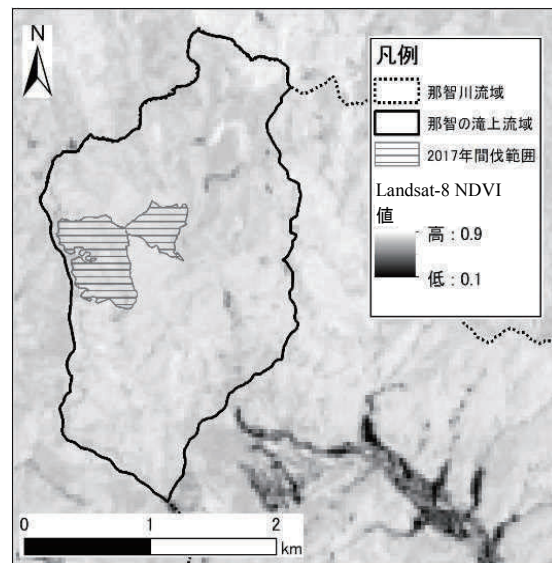 N
凡例
那智川流域
那智の滝上流域
2017年間伐範囲
Landsat-8 NDVI
値
高 : 0.9
低 : 0.1
0 1 2
km